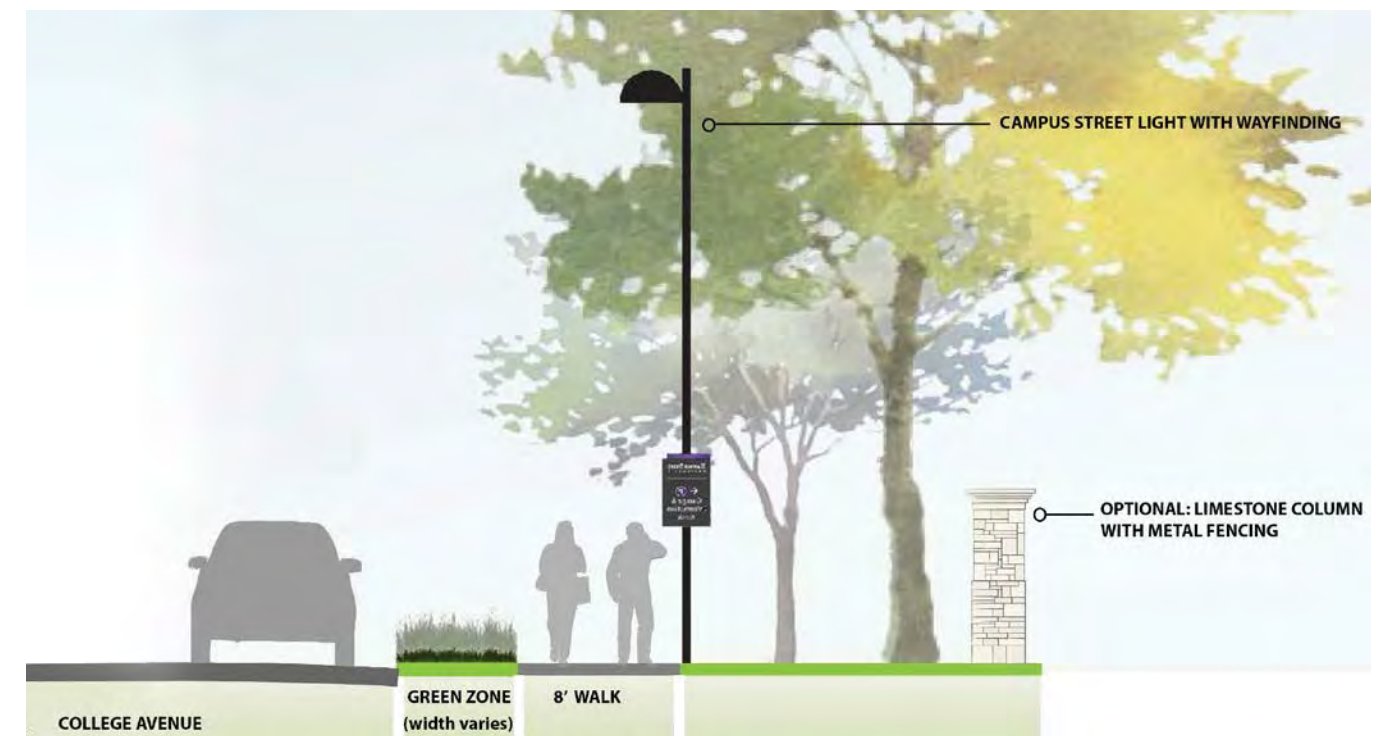 CAMPUS STREET LIGHT WITH WAYFINDING
OPTIONAL: LIMESTONE COLUMN
WITH METAL FENCING
GREEN ZONE
(width varies)
8' WALK
COLLEGE AVENUE